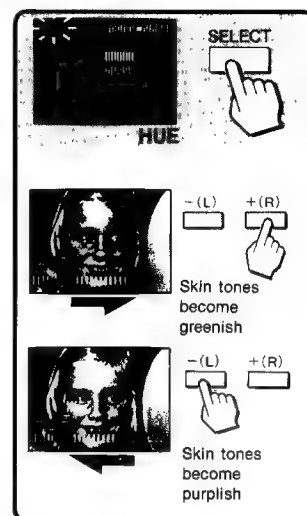 SELECT
HUE
-(L) +(R)
Skin tones
become
greenish
-(L) +(R)
Skin tones
become
purplish